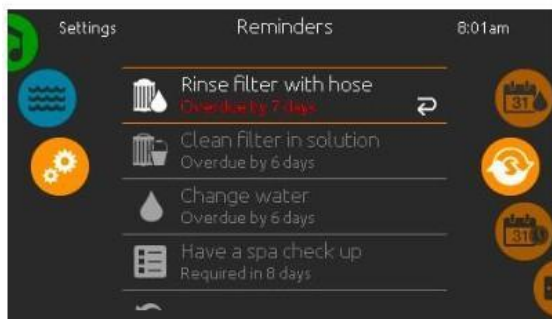 Settings
Reminders
8:01am
Rinse filter with hose
Overdue by 7 days
Clean filter in solution
Overdue by 6 days
Change water
Overdue by 6 days
Have a spa check up
Required in 8 days
31
31